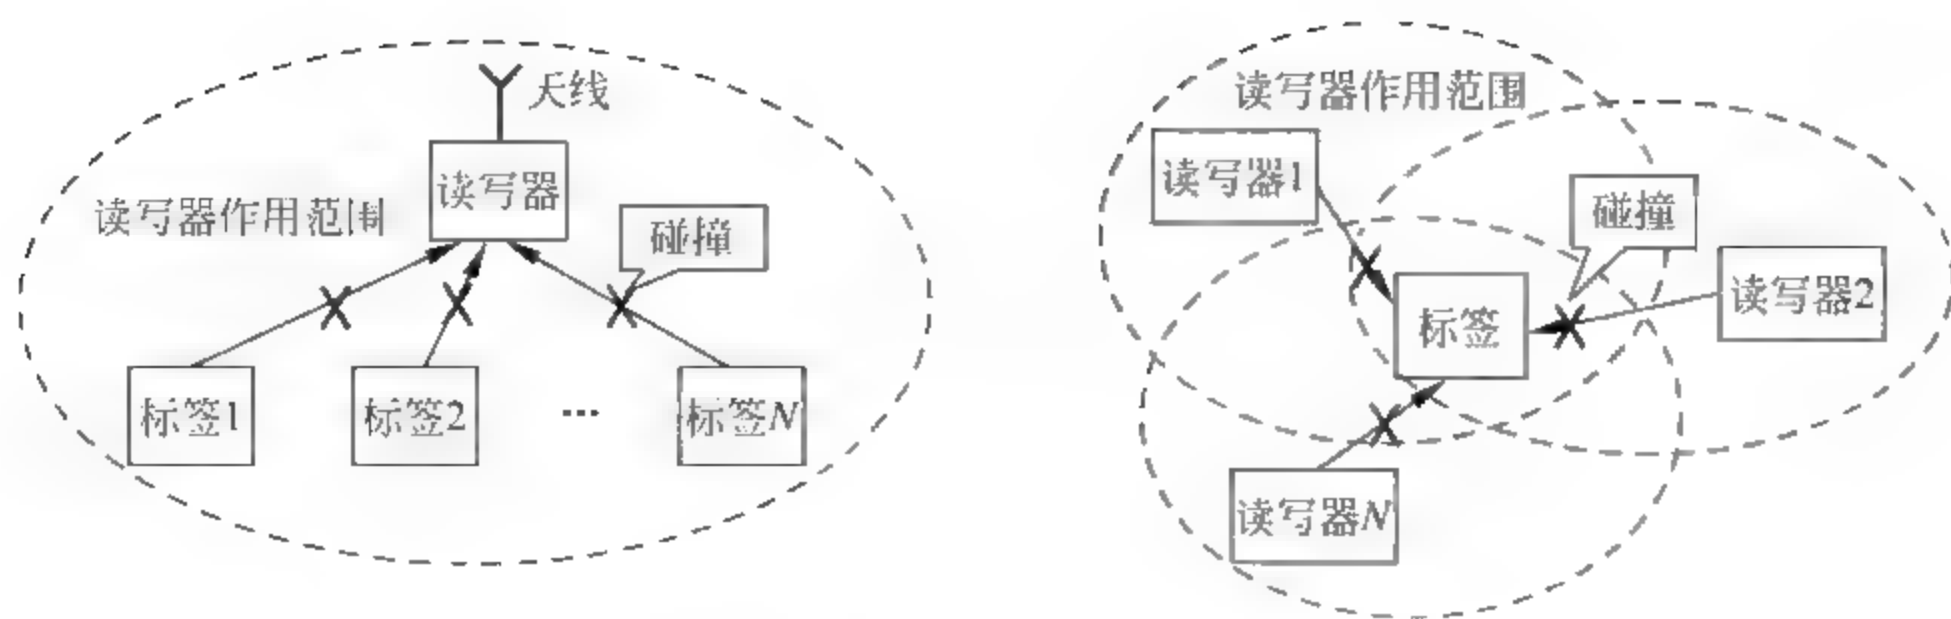 天线
读写器
读写器作用范围
碰撞
标签1
标签2
...
标签N
读写器作用范围
读写器1
碰撞
读写器2
标签
读写器N